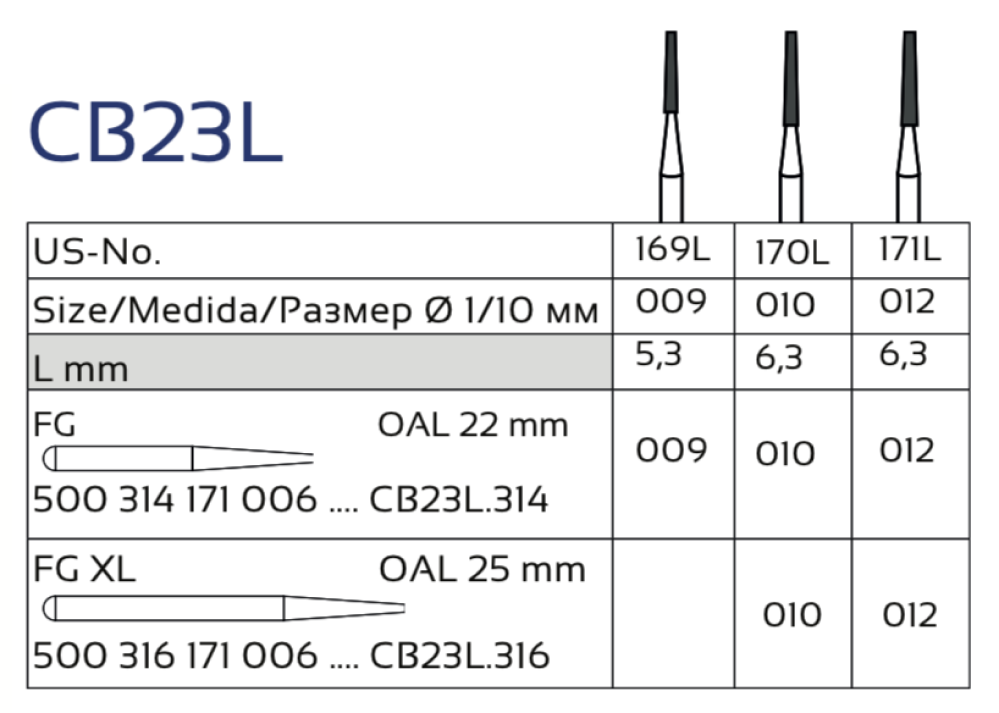 CB23L
US-No. 169L 170L 171L
Size/Medida/Размер Ø 1/10 мм 009 010 012
L mm 5,3 6,3 6,3
FG OAL 22 mm 009 010 012
500 314 171 006 .... CB23L.314
FG XL OAL 25 mm 010 012
500 316 171 006 .... CB23L.316